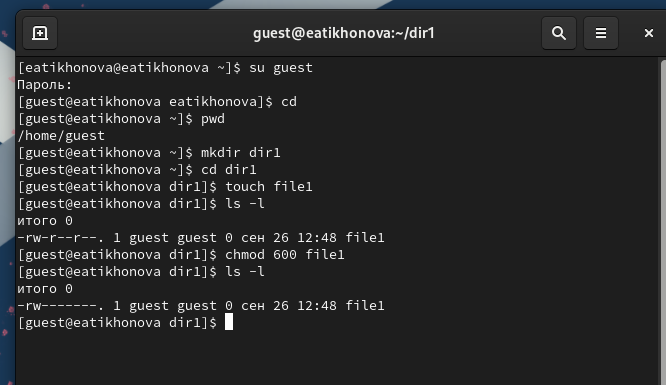 guest@eatikhonova:~/dir1
[eatikhonova@eatikhonova ~]$ su guest
Пароль:
[guest@eatikhonova eatikhonova]$ cd
[guest@eatikhonova ~]$ pwd
/home/guest
[guest@eatikhonova ~]$ mkdir dir1
[guest@eatikhonova ~]$ cd dir1
[guest@eatikhonova dir1]$ touch file1
[guest@eatikhonova dir1]$ ls -l
итого 0
-rw-r--r--. 1 guest guest 0 сен 26 12:48 file1
[guest@eatikhonova dir1]$ chmod 600 file1
[guest@eatikhonova dir1]$ ls -l
итого 0
-rw-------. 1 guest guest 0 сен 26 12:48 file1
[guest@eatikhonova dir1]$